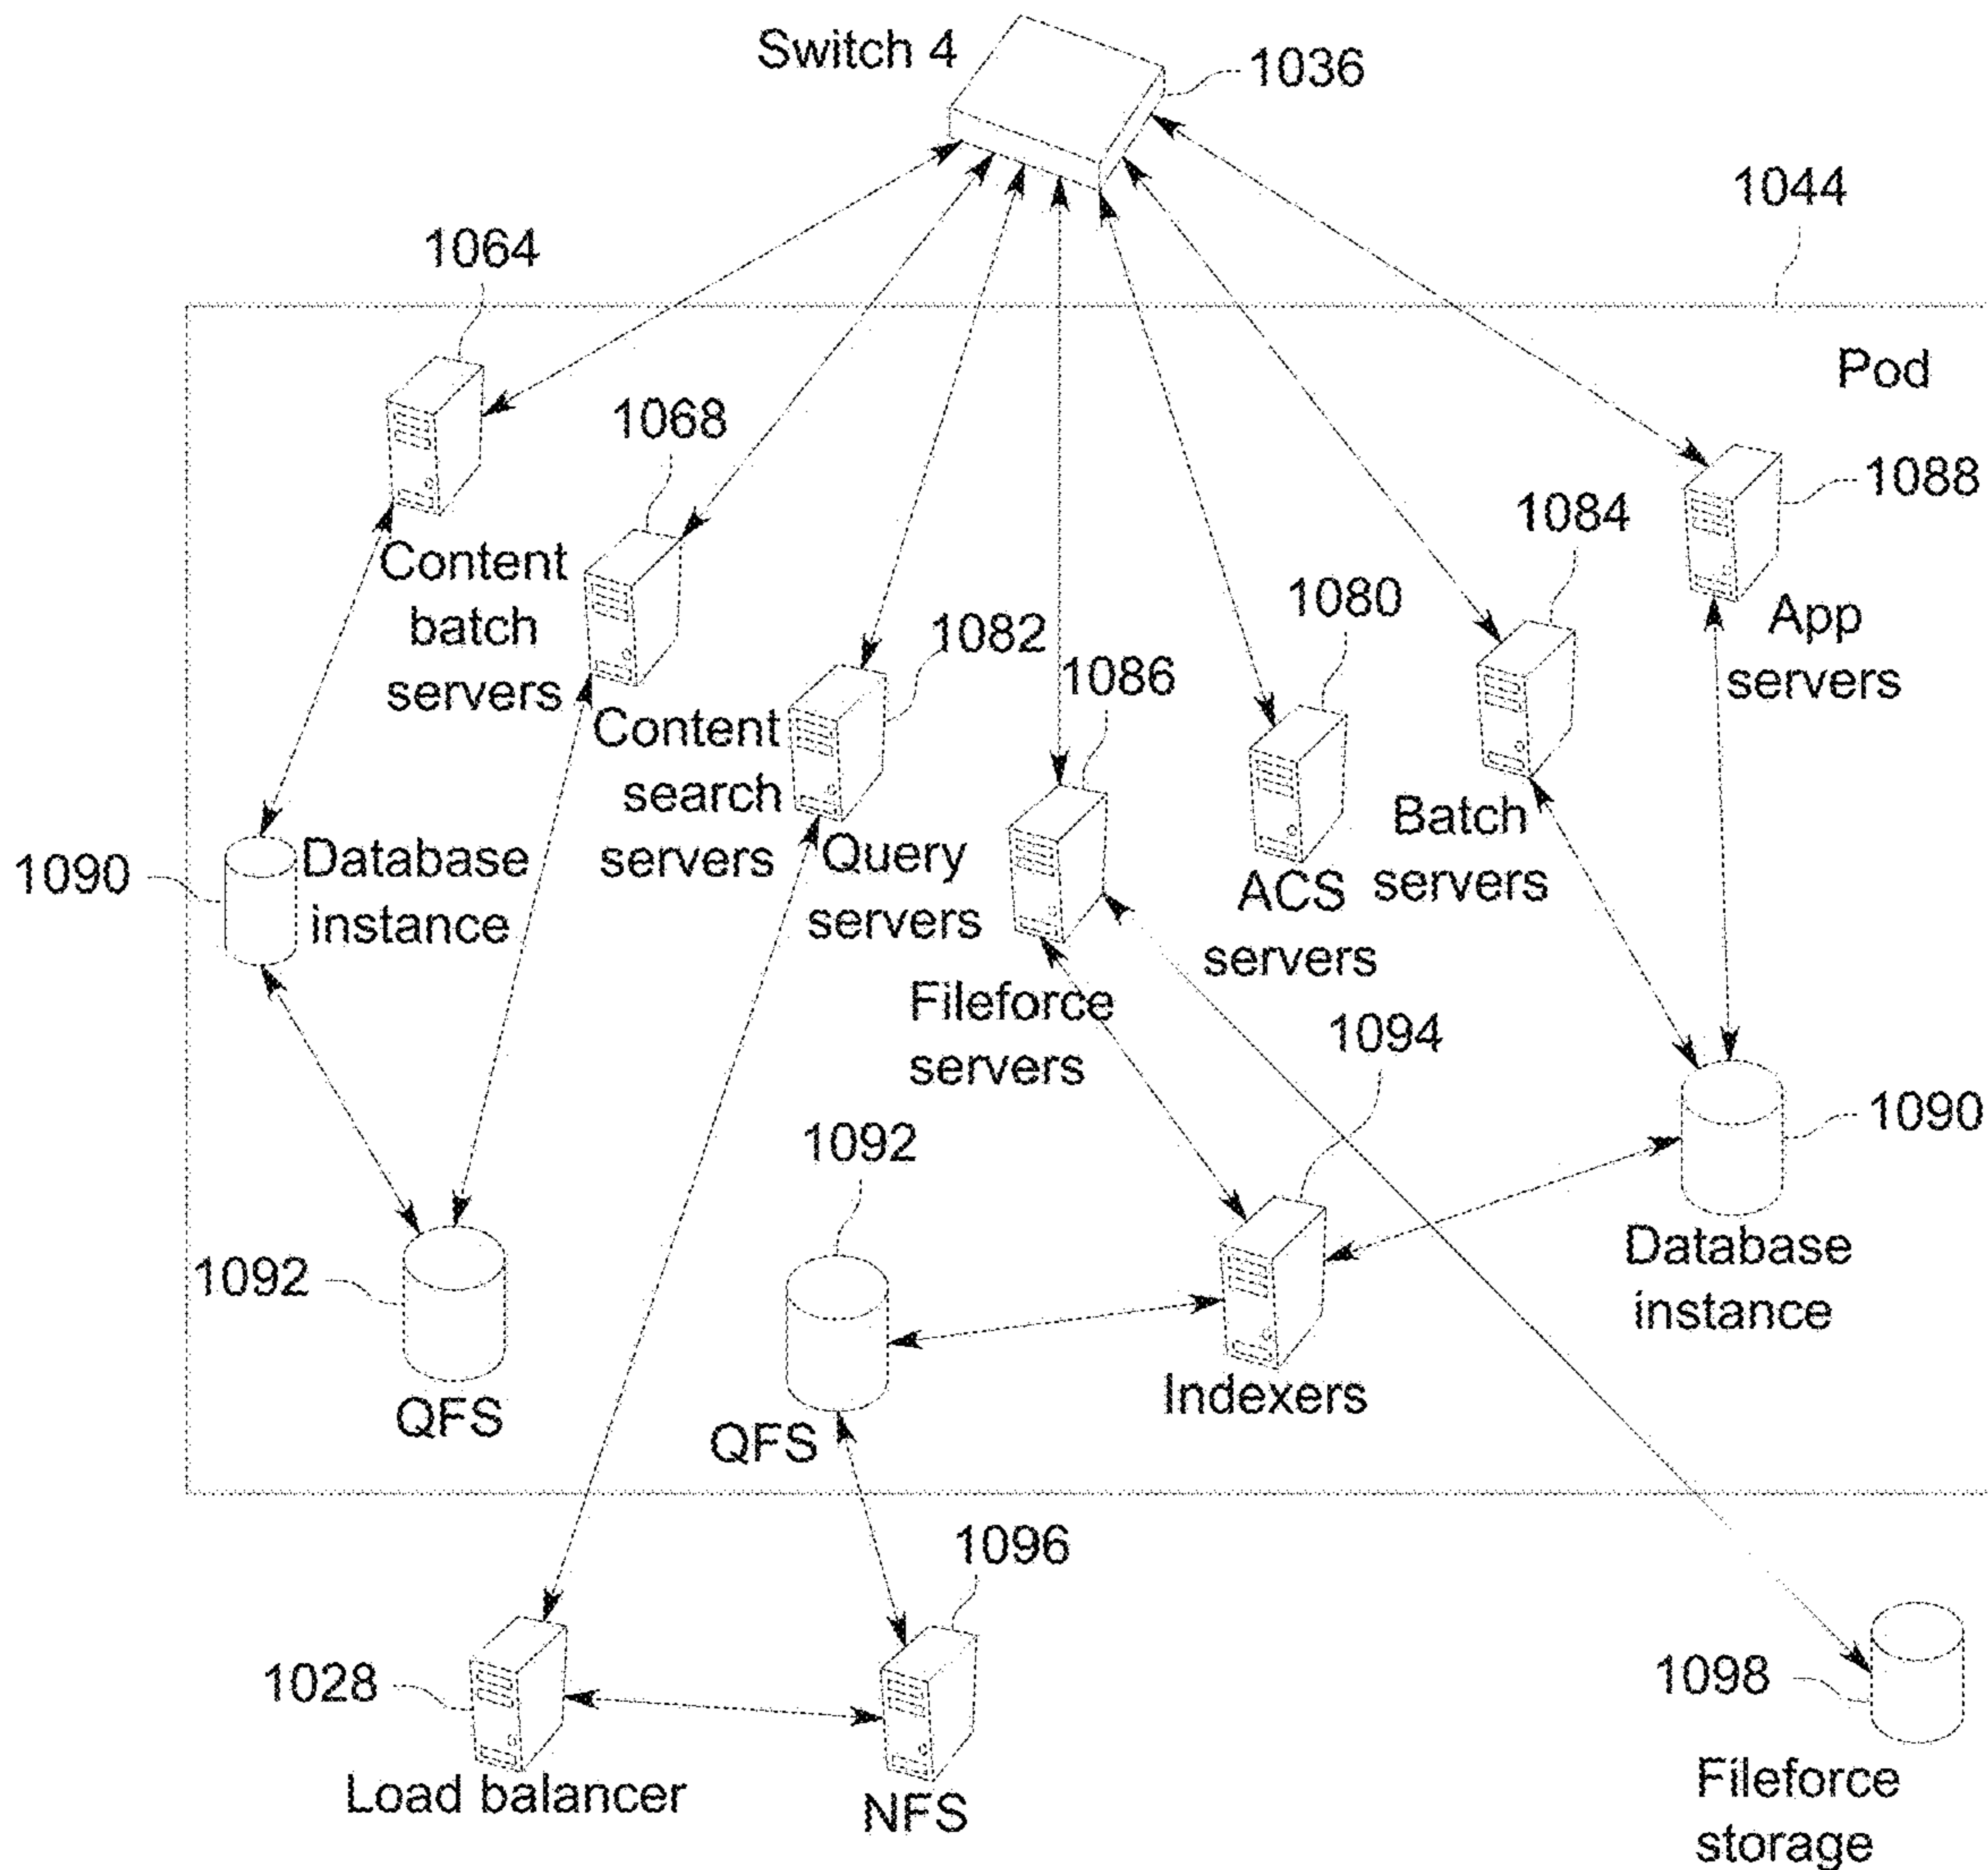 Switch 4
1036
1044
1064
Pod
1068
1088
1084
Content
batch
servers
1080
App
servers
1082
1086
Content
search
servers
Batch
servers
1090
Database
instance
Query
servers
ACS
servers
Fileforce
servers
1094
1092
1090
1092
Database
instance
QFS
QFS
Indexers
1096
1028
1098
Load balancer
NFS
Fileforce
storage